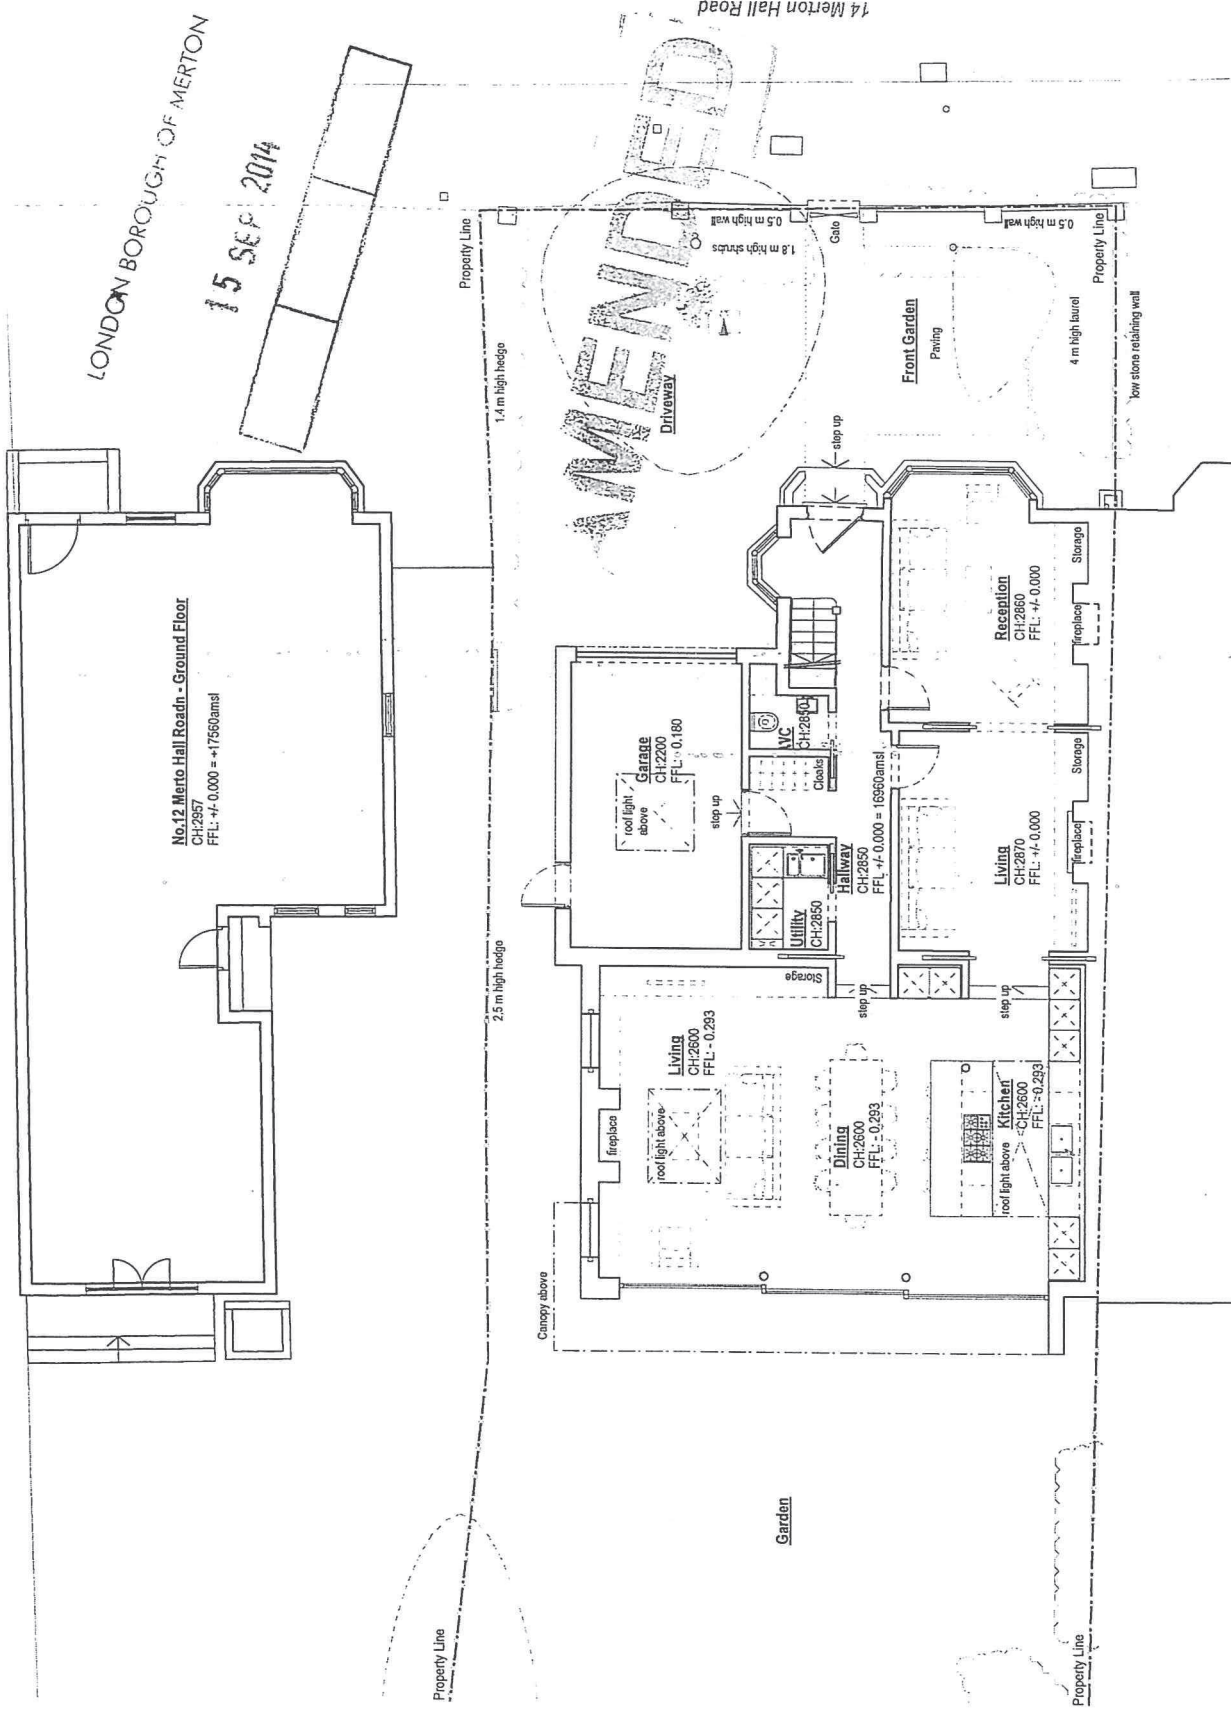 14 Merton Hall Road
LONDON BOROUGH OF MERTON
15 SEP 2014
AMENDED
Property Line
1.4 m high hedge
2.5 m high hedge
No.12 Merto Hall Roadn - Ground Floor
CH:2957
FFL: +/- 0.000 = +17560amsl
0.5 m high wall
1.8 m high shrubs
Gate
0.5 m high wall
Property Line
Driveway
Front Garden
Paving
4 m high laurel
low stone retaining wall
step up
Garage
CH:2200
FFL: - 0.180
roof light
above
step up
WC
CH:2850
Cloaks
Utility
CH:2850
Hallway
CH:2850
FFL +/- 0.000 = 16960amsl
Reception
CH:2860
FFL: +/- 0.000
Storage
fireplace
Living
CH:2870
FFL: +/- 0.000
Storage
fireplace
Storage
step up
step up
Living
CH:2600
FFL: - 0.293
fireplace
roof light above
Dining
CH:2600
FFL: - 0.293
Kitchen
CH:2600
FFL: - 0.293
roof light above
Canopy above
Garden
Property Line
Property Line